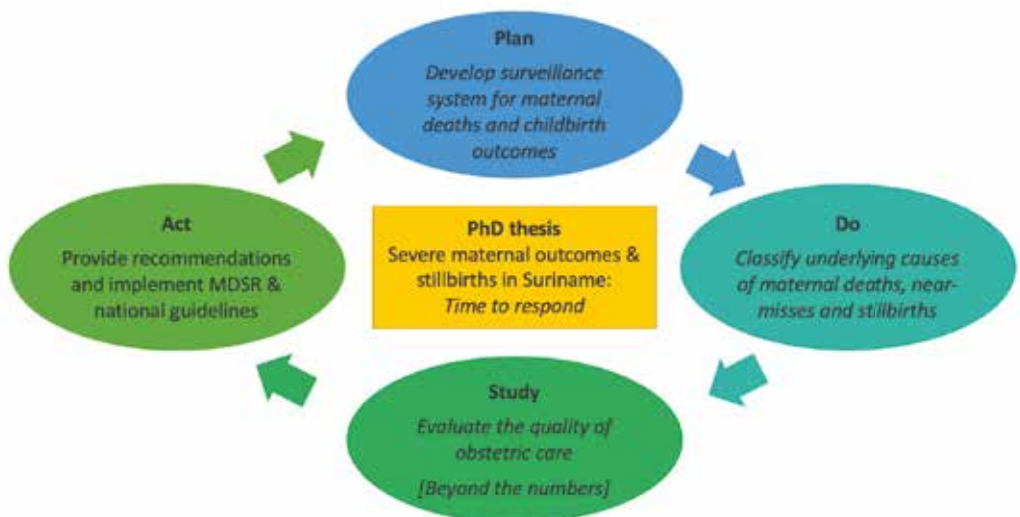 Plan
Develop surveillance
system for maternal
deaths and childbirth
outcomes
Act
Provide recommendations
and implement MDSR &
national guidelines
PhD thesis
Severe maternal outcomes &
stillbirths in Suriname:
Time to respond
Do
Classify underlying causes
of maternal deaths, near-
misses and stillbirths
Study
Evaluate the quality of
obstetric care
[Beyond the numbers]